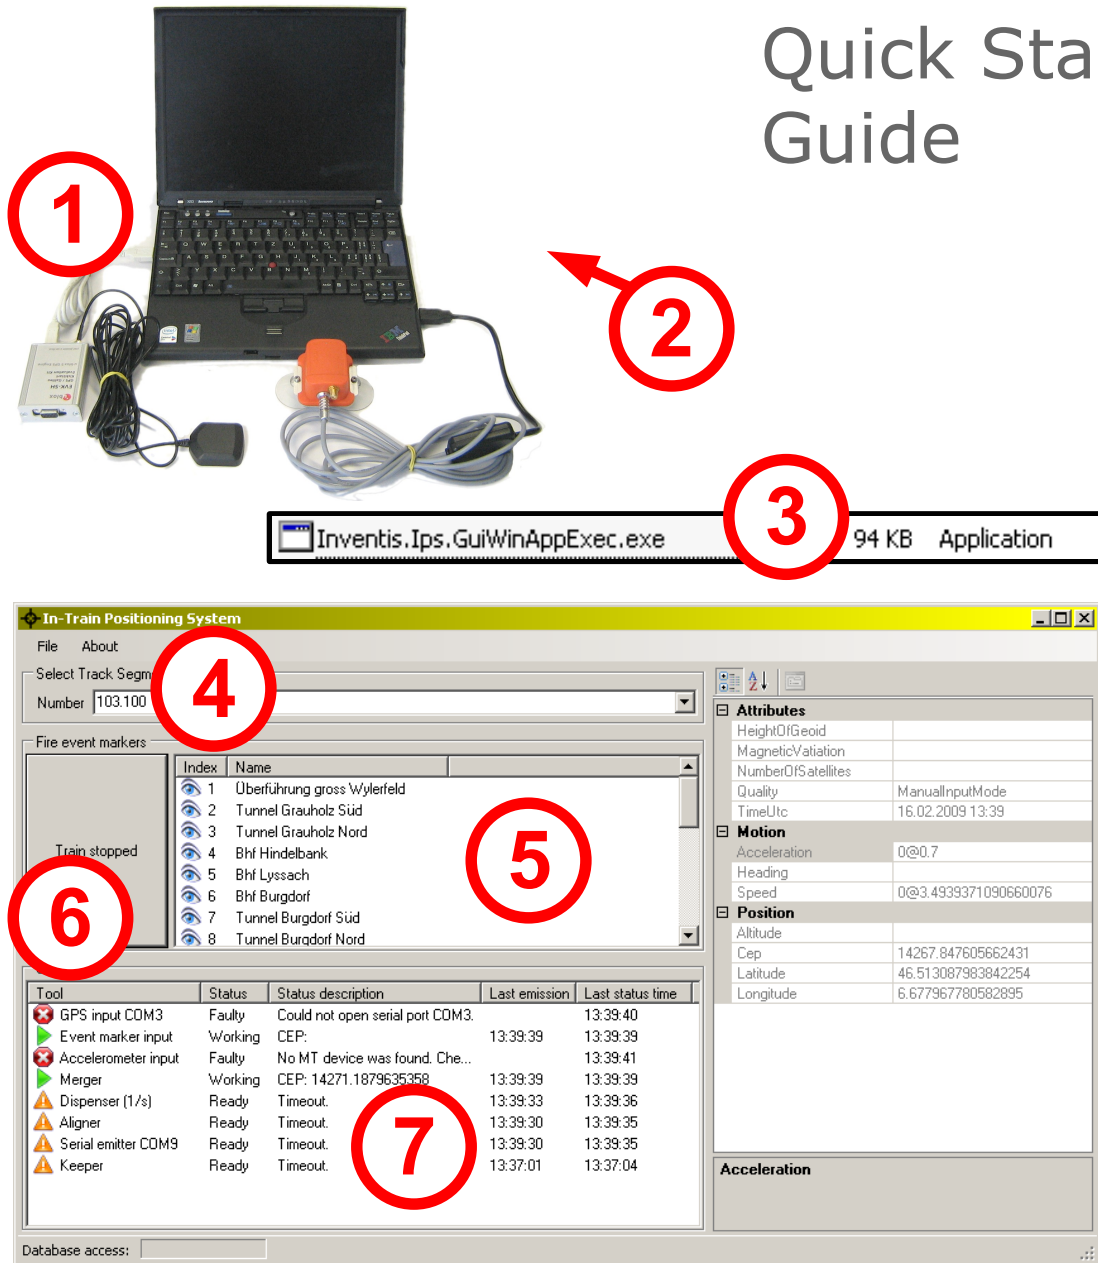 Quick Sta
Guide
1
2
3
Inventis.Ips.GuiWinAppExec.exe 94 KB Application
In-Train Positioning System
File About
Select Track Segm
4
Number 103.100
Fire event markers
Train stopped
Index Name
1 Überführung gross Wylerfeld
2 Tunnel Grauholz Süd
3 Tunnel Grauholz Nord
4 Bhf Hindelbank
5 Bhf Lyssach
6 Bhf Burgdorf
7 Tunnel Burgdorf Süd
8 Tunnel Burgdorf Nord
5
6
Tool Status Status description Last emission Last status time
GPS input COM3 Faulty Could not open serial port COM3. 13:39:40
Event marker input Working CEP: 13:39:39 13:39:39
Accelerometer input Faulty No MT device was found. Che... 13:39:41
Merger Working CEP: 14271.1879635358 13:39:39 13:39:39
Dispenser (1/s) Ready Timeout. 13:39:33 13:39:36
Aligner Ready Timeout. 13:39:30 13:39:35
Serial emitter COM9 Ready Timeout. 13:39:30 13:39:35
Keeper Ready Timeout. 13:37:01 13:37:04
7
Database access:
Attributes
HeightOfGeoid
MagneticVatiation
NumberOfSatellites
Quality ManualInputMode
TimeUtc 16.02.2009 13:39
Motion
Acceleration 0@0.7
Heading
Speed 0@3.4939371090660076
Position
Altitude
Cep 14267.847605662431
Latitude 46.513087983842254
Longitude 6.677967780582895
Acceleration